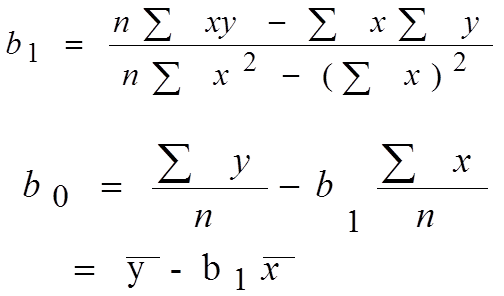 b₁ = (n ∑ xy − ∑ x ∑ y) / (n ∑ x² − (∑ x)²)
b₀ = (∑ y) / n − b₁ (∑ x) / n
= y̅ - b₁ x̅